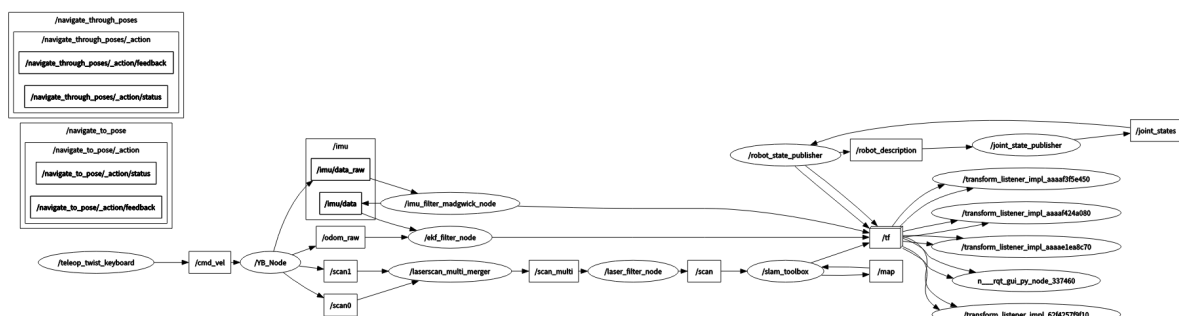 /navigate_through_poses
/navigate_through_poses/_action
/navigate_through_poses/_action/feedback
/navigate_through_poses/_action/status
/navigate_to_pose
/navigate_to_pose/_action
/navigate_to_pose/_action/status
/navigate_to_pose/_action/feedback
/teleop_twist_keyboard
/cmd_vel
/YB_Node
/imu
/imu/data_raw
/imu/data
/odom_raw
/scan1
/scan0
/imu_filter_madgwick_node
/ekf_filter_node
/laserscan_multi_merger
/scan_multi
/laser_filter_node
/scan
/slam_toolbox
/map
/robot_state_publisher
/robot_description
/joint_state_publisher
/joint_states
/tf
/transform_listener_impl_aaaaf3f5e450
/transform_listener_impl_aaaaf424a080
/transform_listener_impl_aaaae1ea8c70
n___rqt_gui_py_node_337460
/transform_listener_impl_62f4257f9f10